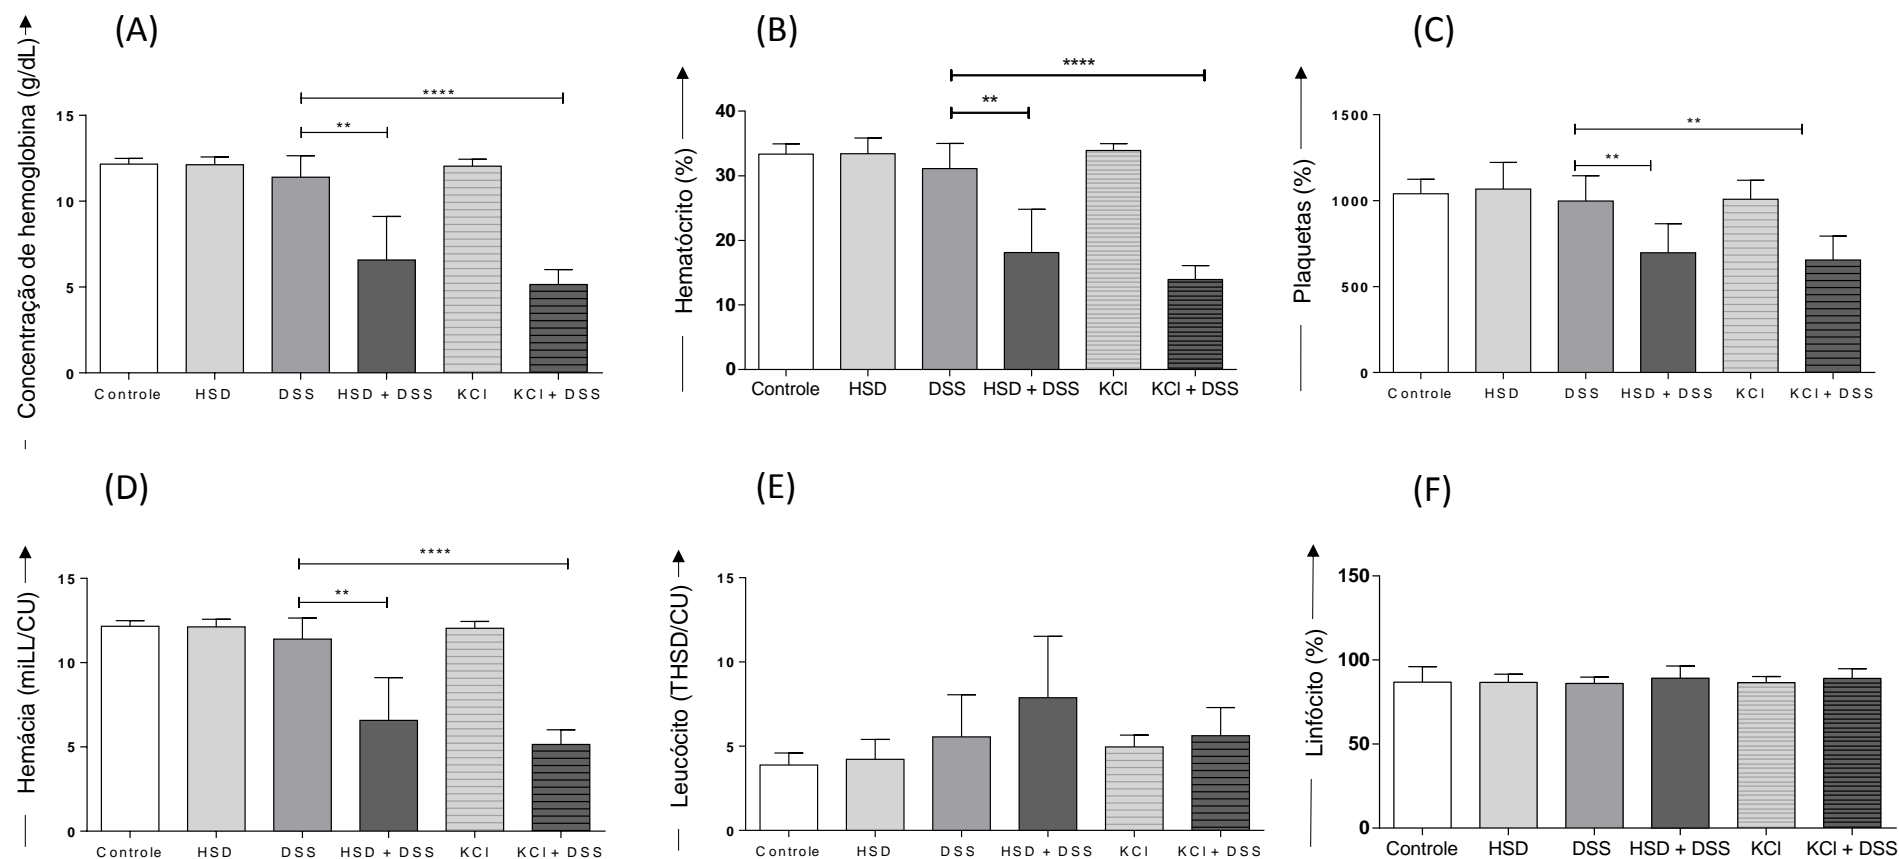 (A)
Concentração de hemoglobina (g/dL)
****
**
15
10
5
0
Controle HSD DSS HSD + DSS KCl KCl + DSS
(B)
Hematócrito (%)
****
**
40
30
20
10
0
Controle HSD DSS HSD + DSS KCl KCl + DSS
(C)
Plaquetas (%)
**
**
1500
1000
500
0
Controle HSD DSS HSD + DSS KCl KCl + DSS
(D)
Hemácia (miLL/CU)
****
**
15
10
5
0
Controle HSD DSS HSD + DSS KCl KCl + DSS
(E)
Leucócito (THSD/CU)
15
10
5
0
Controle HSD DSS HSD + DSS KCl KCl + DSS
(F)
Linfócito (%)
150
100
50
0
Controle HSD DSS HSD + DSS KCl KCl + DSS